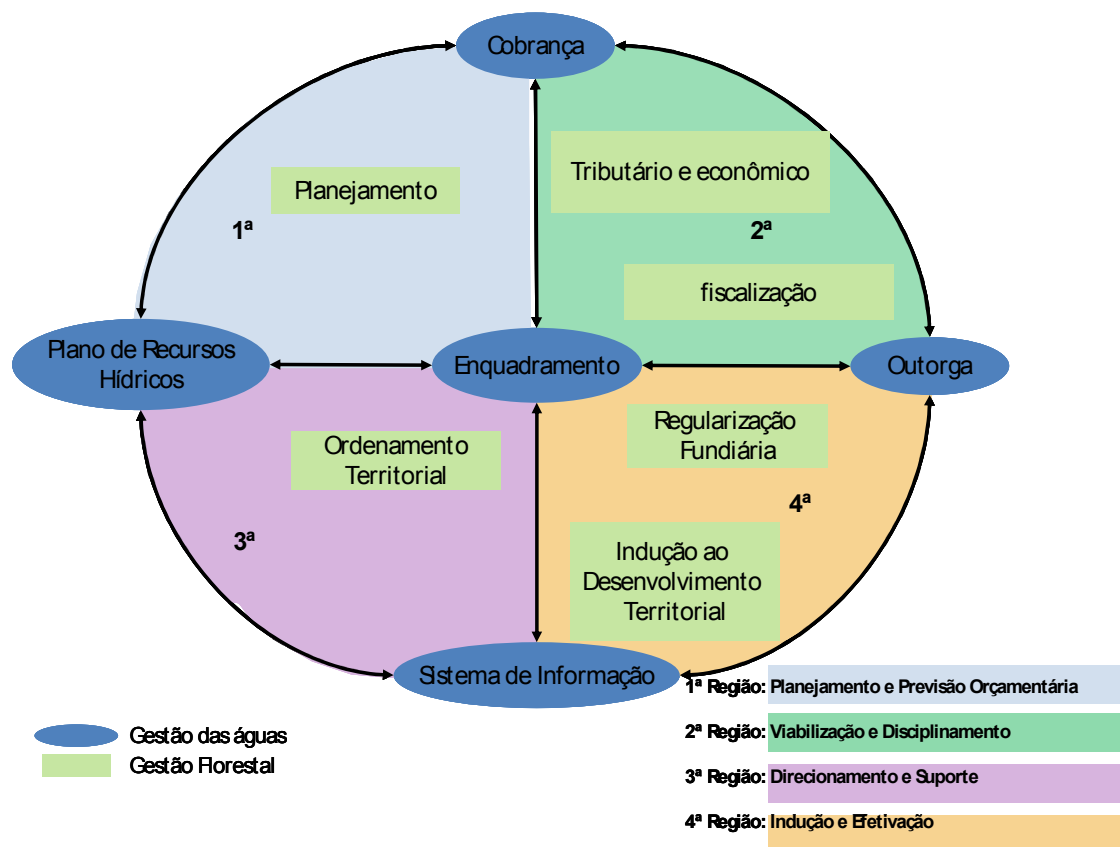 Cobrança
Tributário e econômico
Planejamento
1ª
2ª
fiscalização
Plano de Recursos
Hídricos
Enquadramento
Outorga
Regularização
Fundiária
Ordenamento
Territorial
4ª
3ª
Indução ao
Desenvolvimento
Territorial
Sistema de Informação
1ª Região: Planejamento e Previsão Orçamentária
2ª Região: Viabilização e Disciplinamento
3ª Região: Direcionamento e Suporte
4ª Região: Indução e Efetivação
Gestão das águas
Gestão Florestal